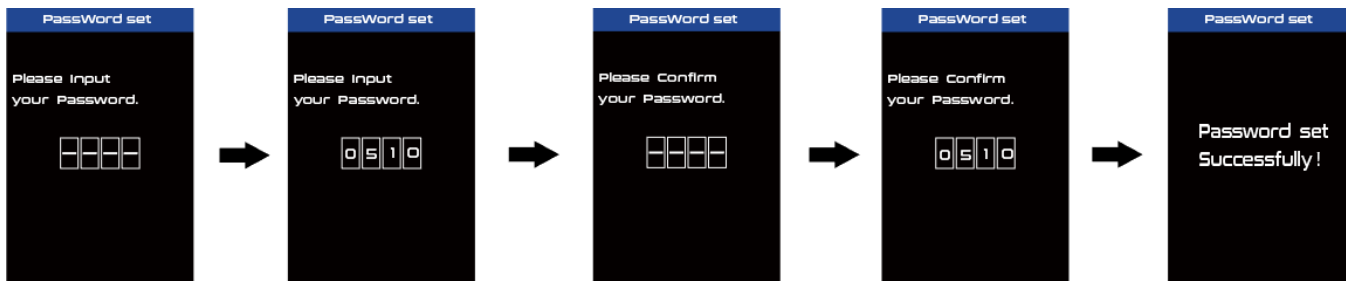 PassWord set
Please Input
your Password.
----
PassWord set
Please Input
your Password.
0510
PassWord set
Please Confirm
your Password.
----
PassWord set
Please Confirm
your Password.
0510
PassWord set
Password set
Successfully!